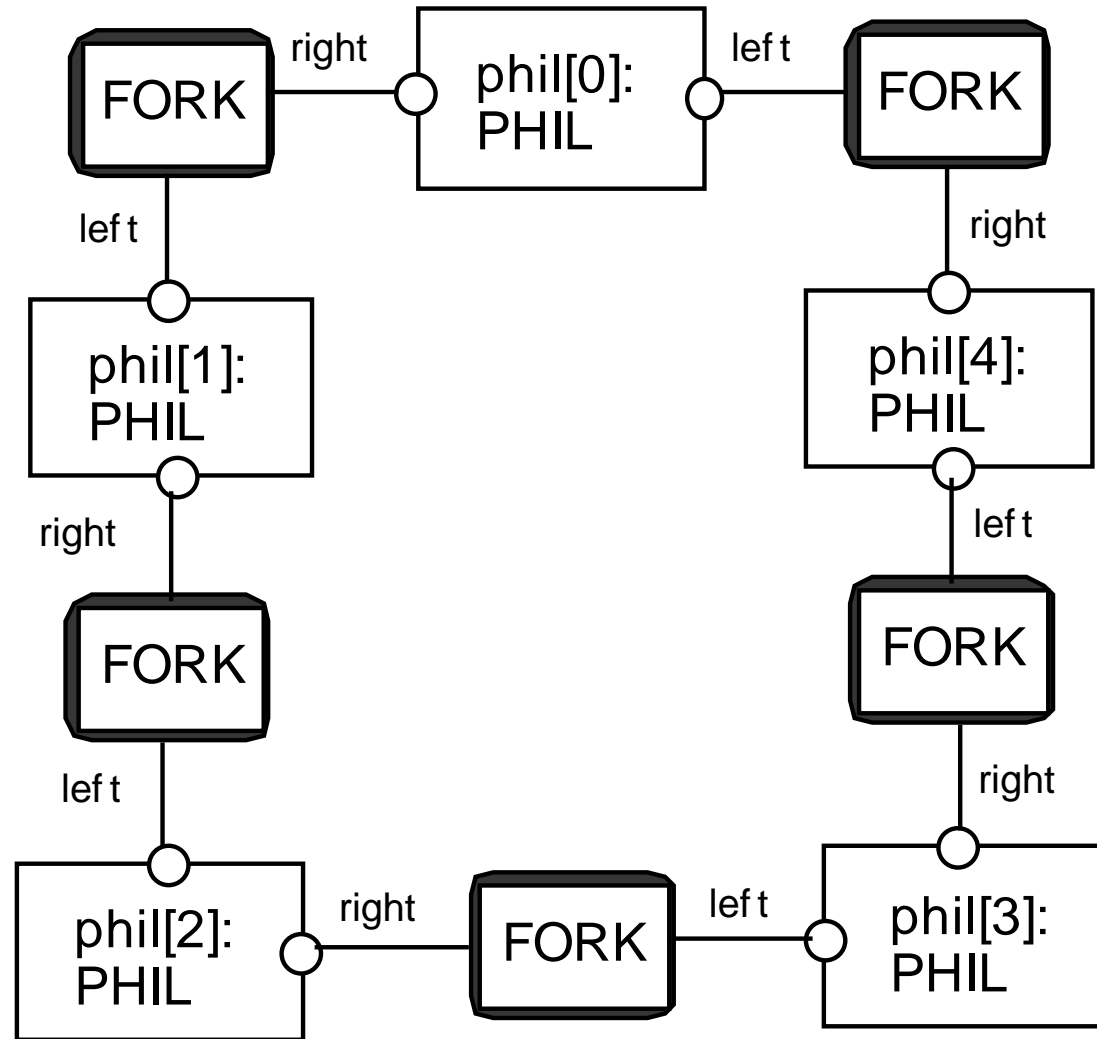 right
left
FORK
phil[0]:
PHIL
FORK
left
right
phil[1]:
PHIL
phil[4]:
PHIL
right
left
FORK
FORK
left
right
phil[2]:
PHIL
right
FORK
left
phil[3]:
PHIL